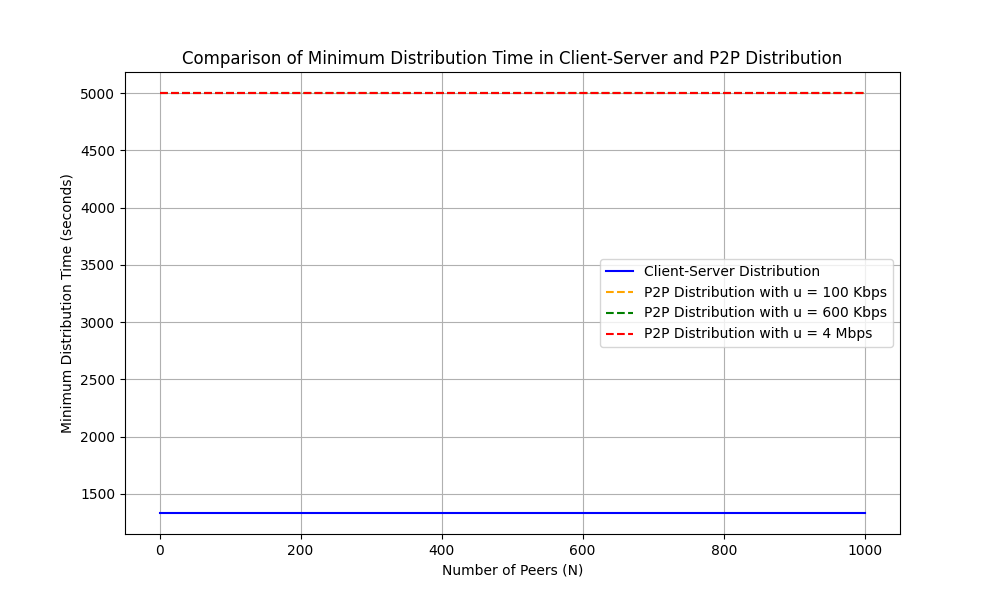 Comparison of Minimum Distribution Time in Client-Server and P2P Distribution
Minimum Distribution Time (seconds)
5000
4500
4000
3500
3000
2500
2000
1500
Client-Server Distribution
P2P Distribution with u = 100 Kbps
P2P Distribution with u = 600 Kbps
P2P Distribution with u = 4 Mbps
0 200 400 600 800 1000
Number of Peers (N)